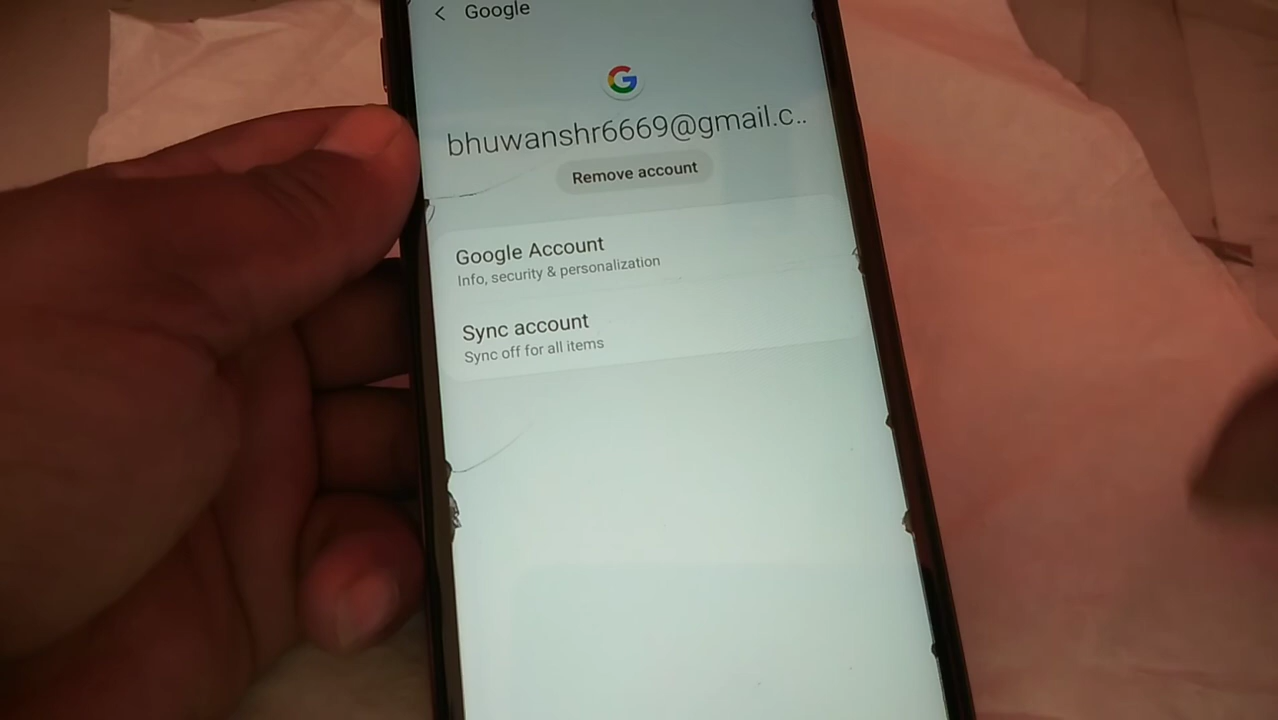 Google
bhuwanshr6669@gmail.c..
Remove account
Google Account
Info, security & personalization
Sync account
Sync off for all items